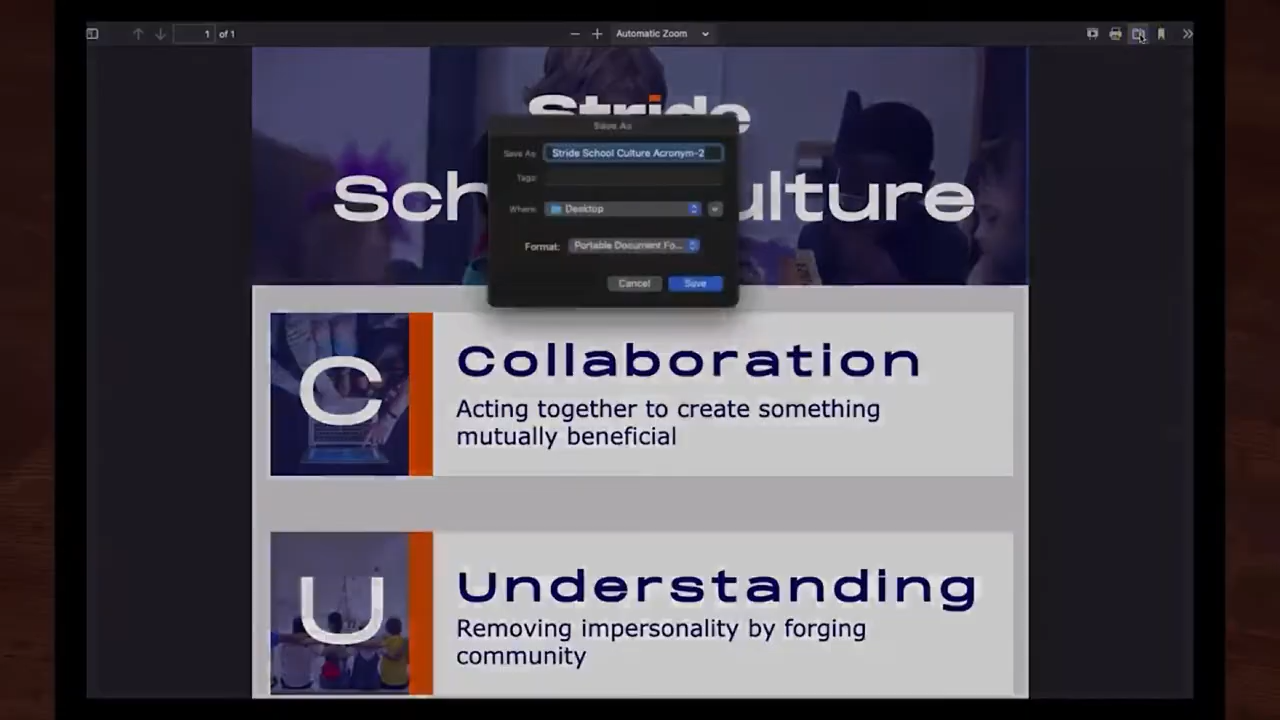 1 of 1
Automatic Zoom
Stride
School Culture
Save As
Save As: Stride School Culture Acronym-2
Tags:
Where: Desktop
Format: Portable Document Fo...
Cancel Save
C
Collaboration
Acting together to create something
mutually beneficial
U
Understanding
Removing impersonality by forging
community